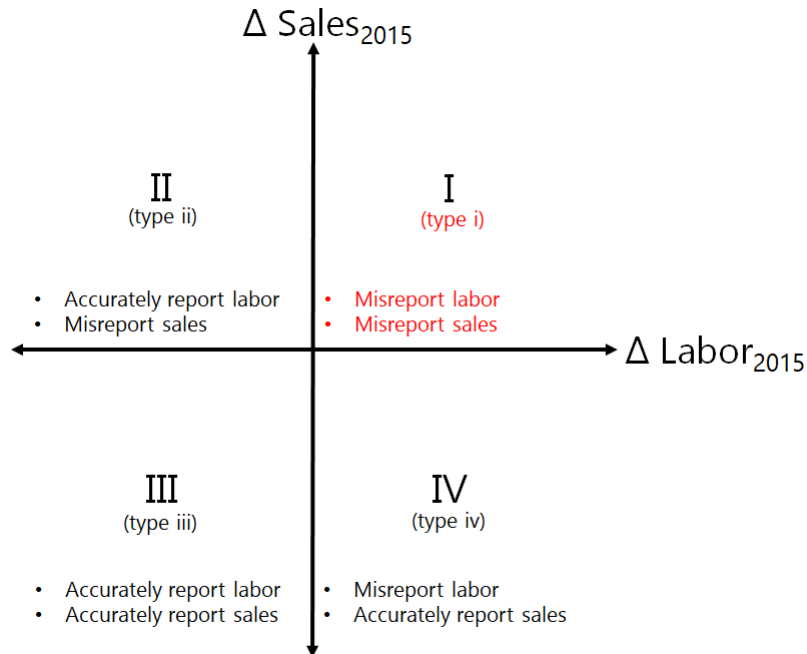 Δ Sales2015
II
(type ii)
I
(type i)
• Accurately report labor
• Misreport sales
• Misreport labor
• Misreport sales
Δ Labor2015
III
(type iii)
IV
(type iv)
• Accurately report labor
• Accurately report sales
• Misreport labor
• Accurately report sales